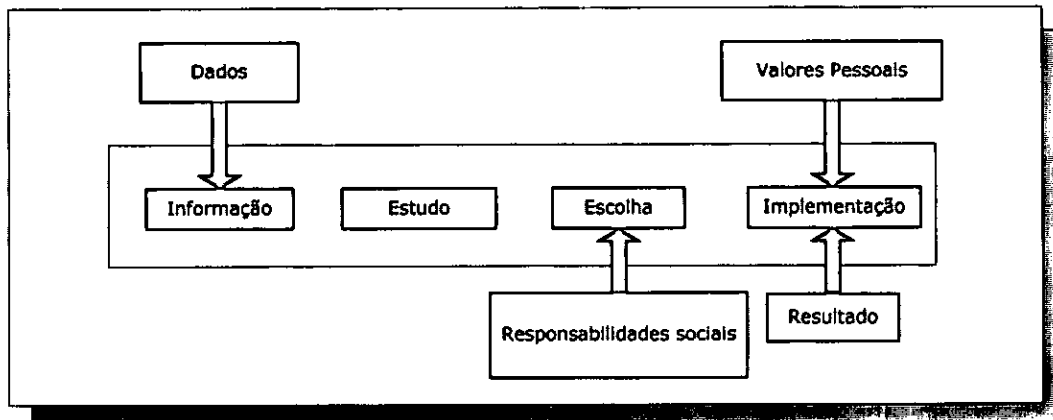 Dados
Valores Pessoais
Informação
Estudo
Escolha
Implementação
Responsabilidades sociais
Resultado